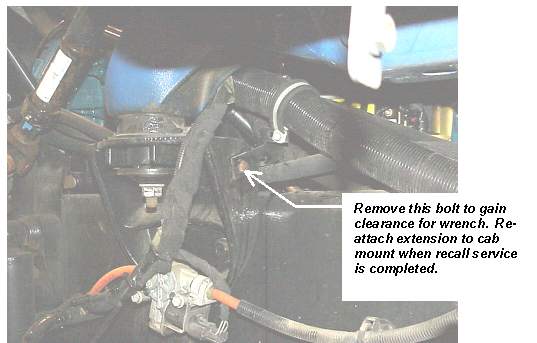 Remove this bolt to gain
clearance for wrench. Re-
attach extension to cab
mount when recall service
is completed.